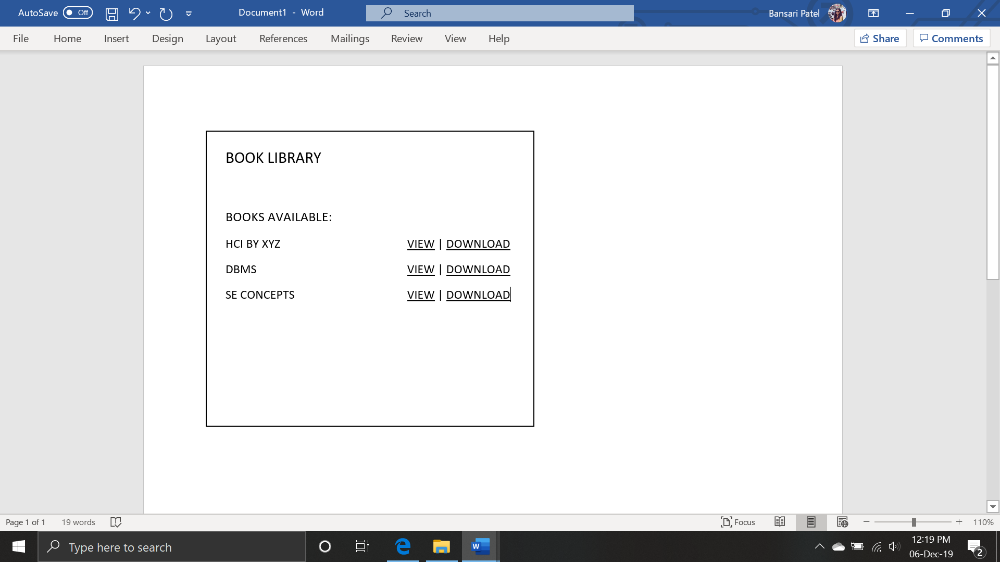 AutoSave Off Document1 - Word Search Bansari Patel
File Home Insert Design Layout References Mailings Review View Help Share Comments
BOOK LIBRARY
BOOKS AVAILABLE:
HCI BY XYZ VIEW | DOWNLOAD
DBMS VIEW | DOWNLOAD
SE CONCEPTS VIEW | DOWNLOAD
Page 1 of 1 19 words Focus 110%
Type here to search W 12:19 PM
06-Dec-19 2